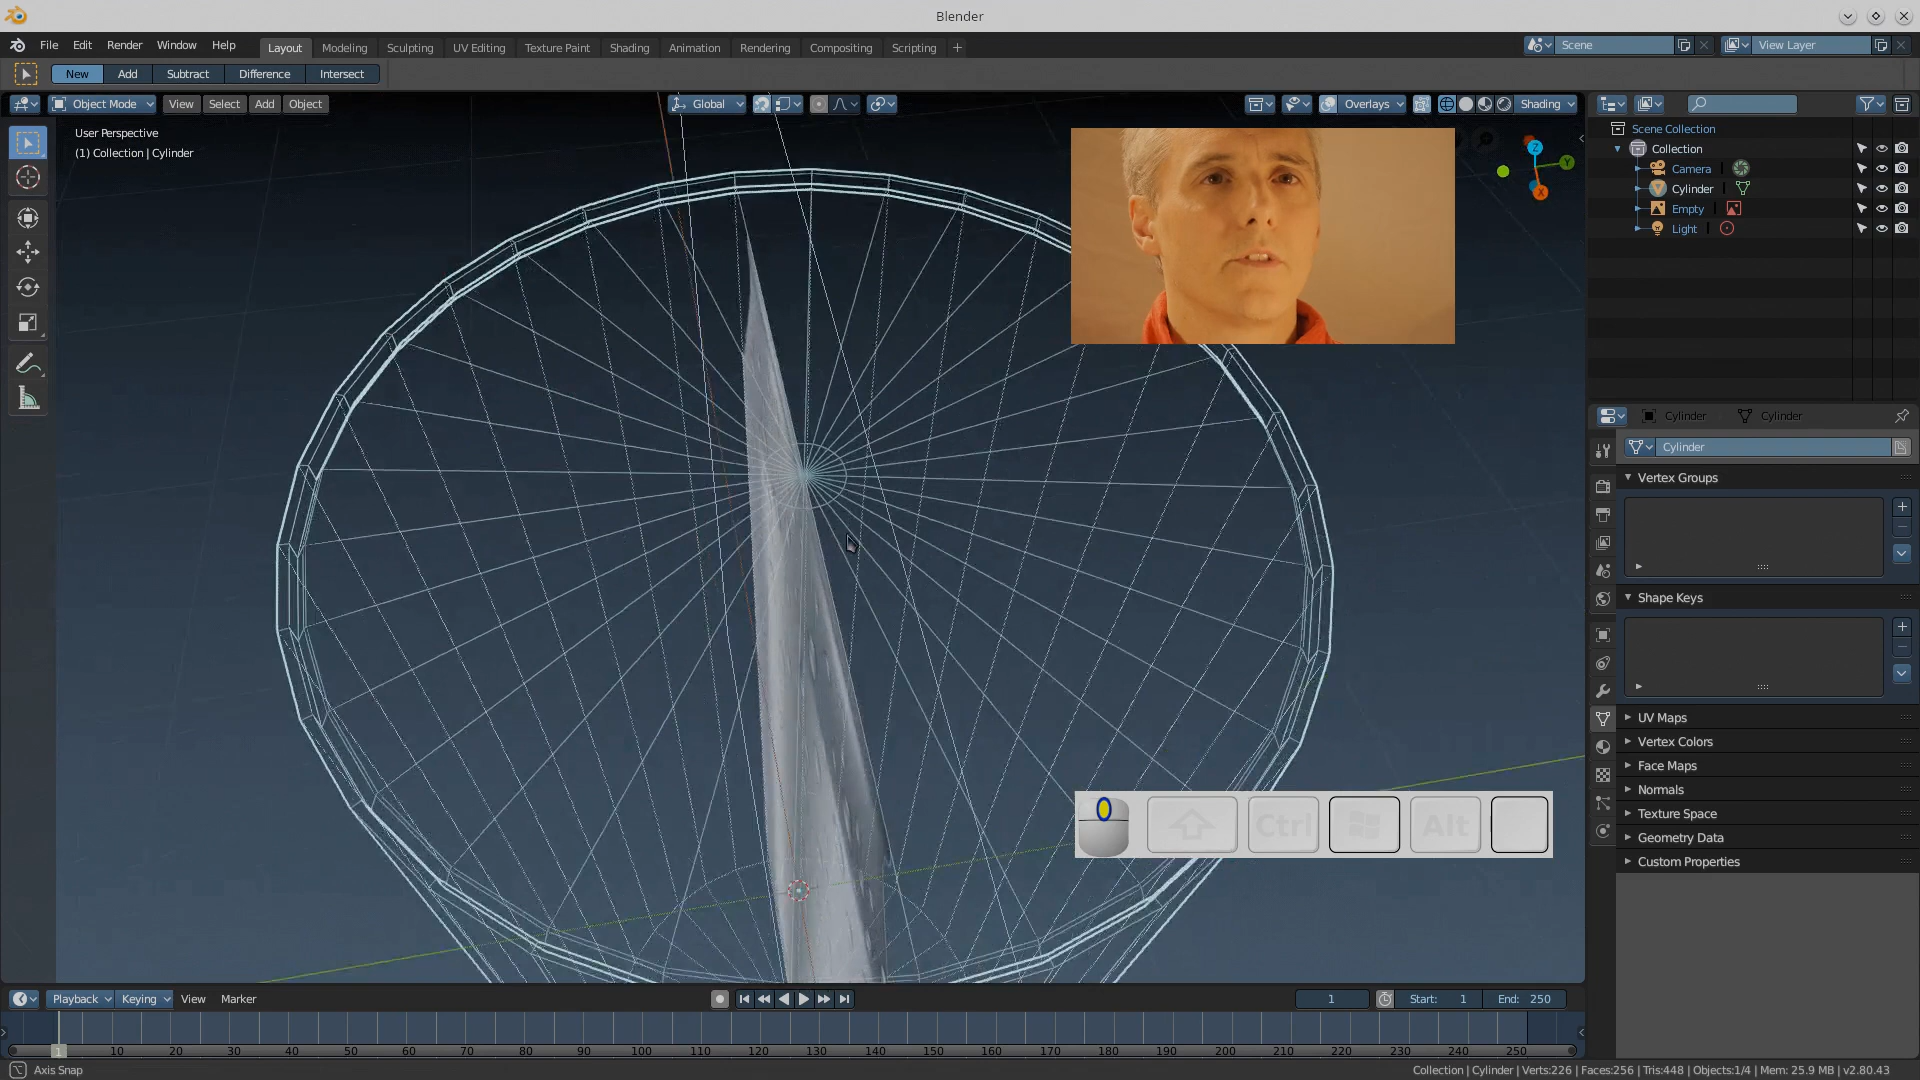 Blender
File Edit Render Window Help
Layout Modeling Sculpting UV Editing Texture Paint Shading Animation Rendering Compositing Scripting +
Scene
View Layer
New Add Subtract Difference Intersect
Object Mode View Select Add Object
Global
Overlays
Shading
User Perspective
(1) Collection | Cylinder
Z
Y
X
Scene Collection
Collection
Camera
Cylinder
Empty
Light
Cylinder Cylinder
Cylinder
Vertex Groups
Shape Keys
UV Maps
Vertex Colors
Face Maps
Normals
Texture Space
Geometry Data
Custom Properties
Ctrl Alt
Playback Keying View Marker
1
Start: 1
End: 250
1 10 20 30 40 50 60 70 80 90 100 110 120 130 140 150 160 170 180 190 200 210 220 230 240 250
Axis Snap
Collection | Cylinder | Verts:226 | Faces:256 | Tris:448 | Objects:1/4 | Mem: 25.9 MB | v2.80.43